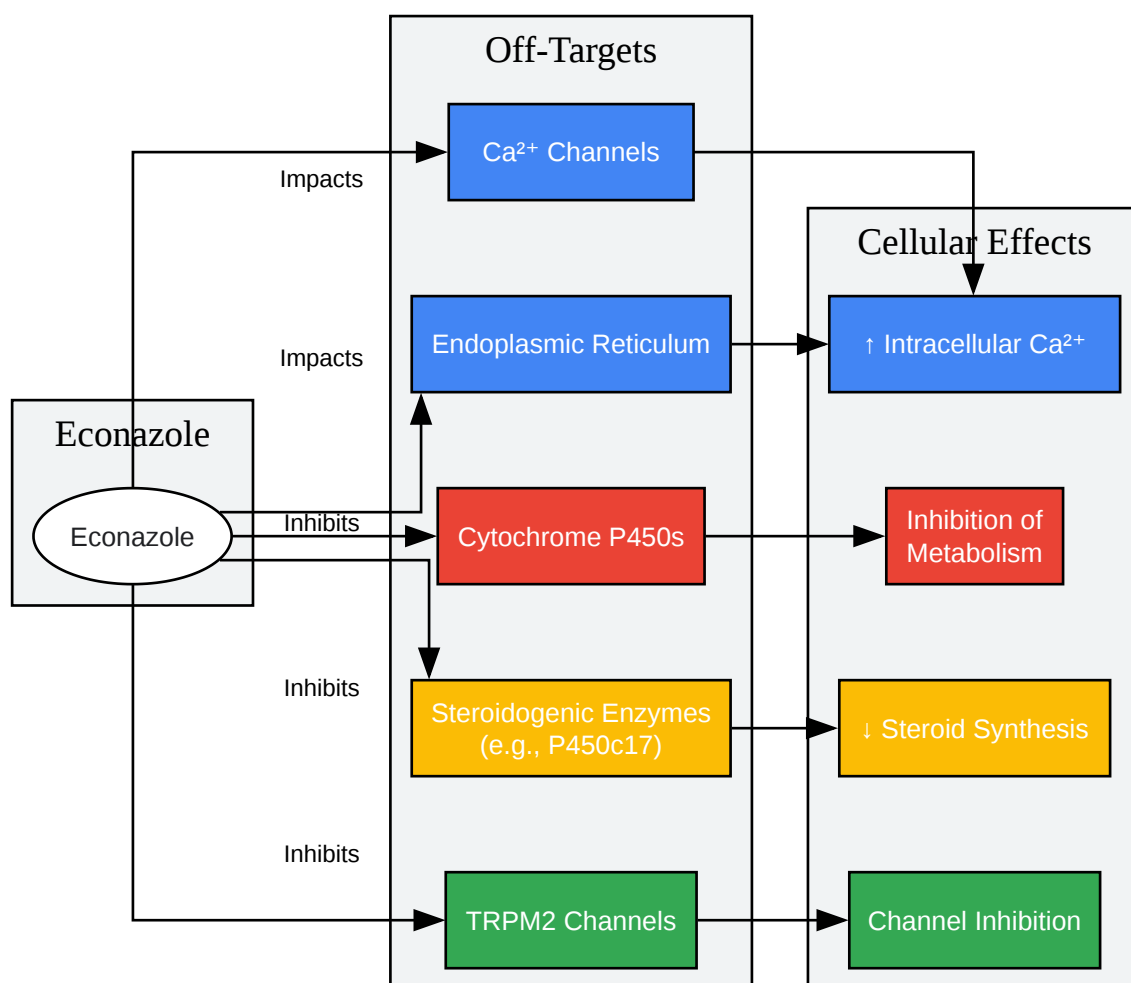 Off-Targets
Ca²⁺ Channels
Impacts
Cellular Effects
Endoplasmic Reticulum
↑ Intracellular Ca²⁺
Impacts
Econazole
Econazole
Inhibits
Cytochrome P450s
Inhibition of
Metabolism
Inhibits
Steroidogenic Enzymes
(e.g., P450c17)
↓ Steroid Synthesis
Inhibits
TRPM2 Channels
Channel Inhibition